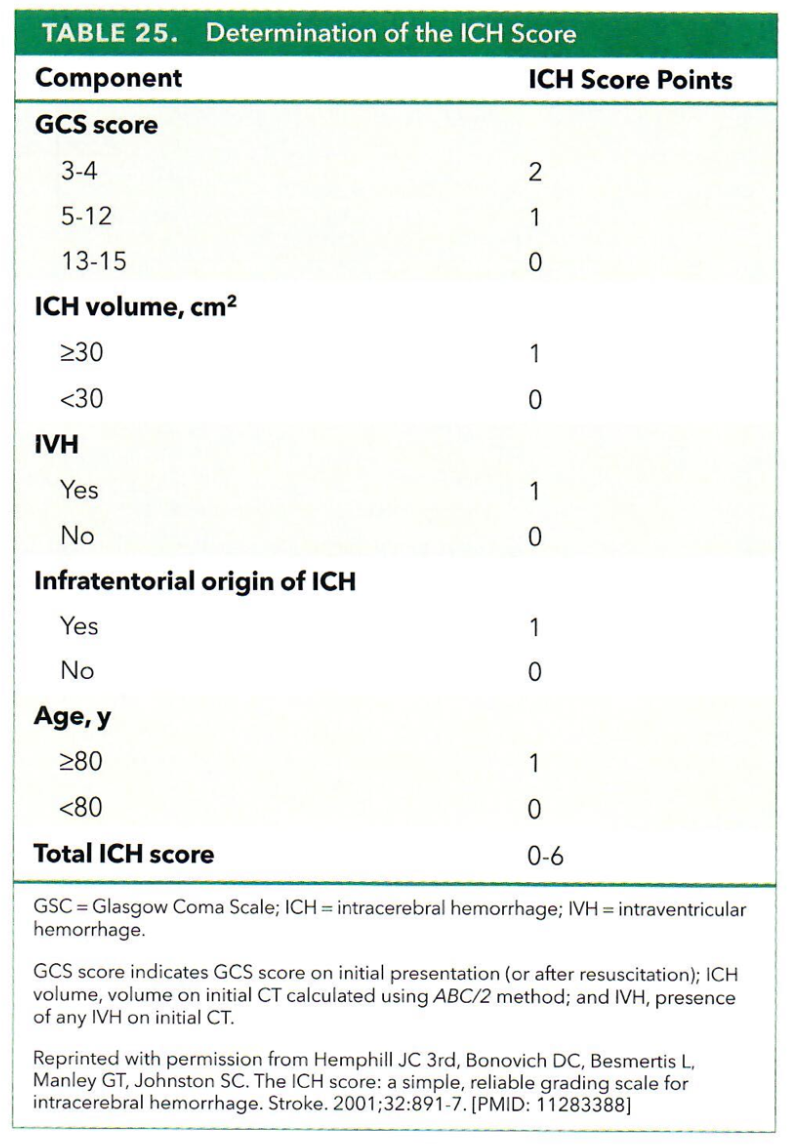 TABLE 25. Determination of the ICH Score
Component ICH Score Points
GCS score
3-4 2
5-12 1
13-15 0
ICH volume, cm²
≥30 1
<30 0
IVH
Yes 1
No 0
Infratentorial origin of ICH
Yes 1
No 0
Age, y
≥80 1
<80 0
Total ICH score 0-6
GSC = Glasgow Coma Scale; ICH = intracerebral hemorrhage; IVH = intraventricular
hemorrhage.
GCS score indicates GCS score on initial presentation (or after resuscitation); ICH
volume, volume on initial CT calculated using ABC/2 method; and IVH, presence
of any IVH on initial CT.
Reprinted with permission from Hemphill JC 3rd, Bonovich DC, Besmertis L,
Manley GT, Johnston SC. The ICH score: a simple, reliable grading scale for
intracerebral hemorrhage. Stroke. 2001;32:891-7. [PMID: 11283388]